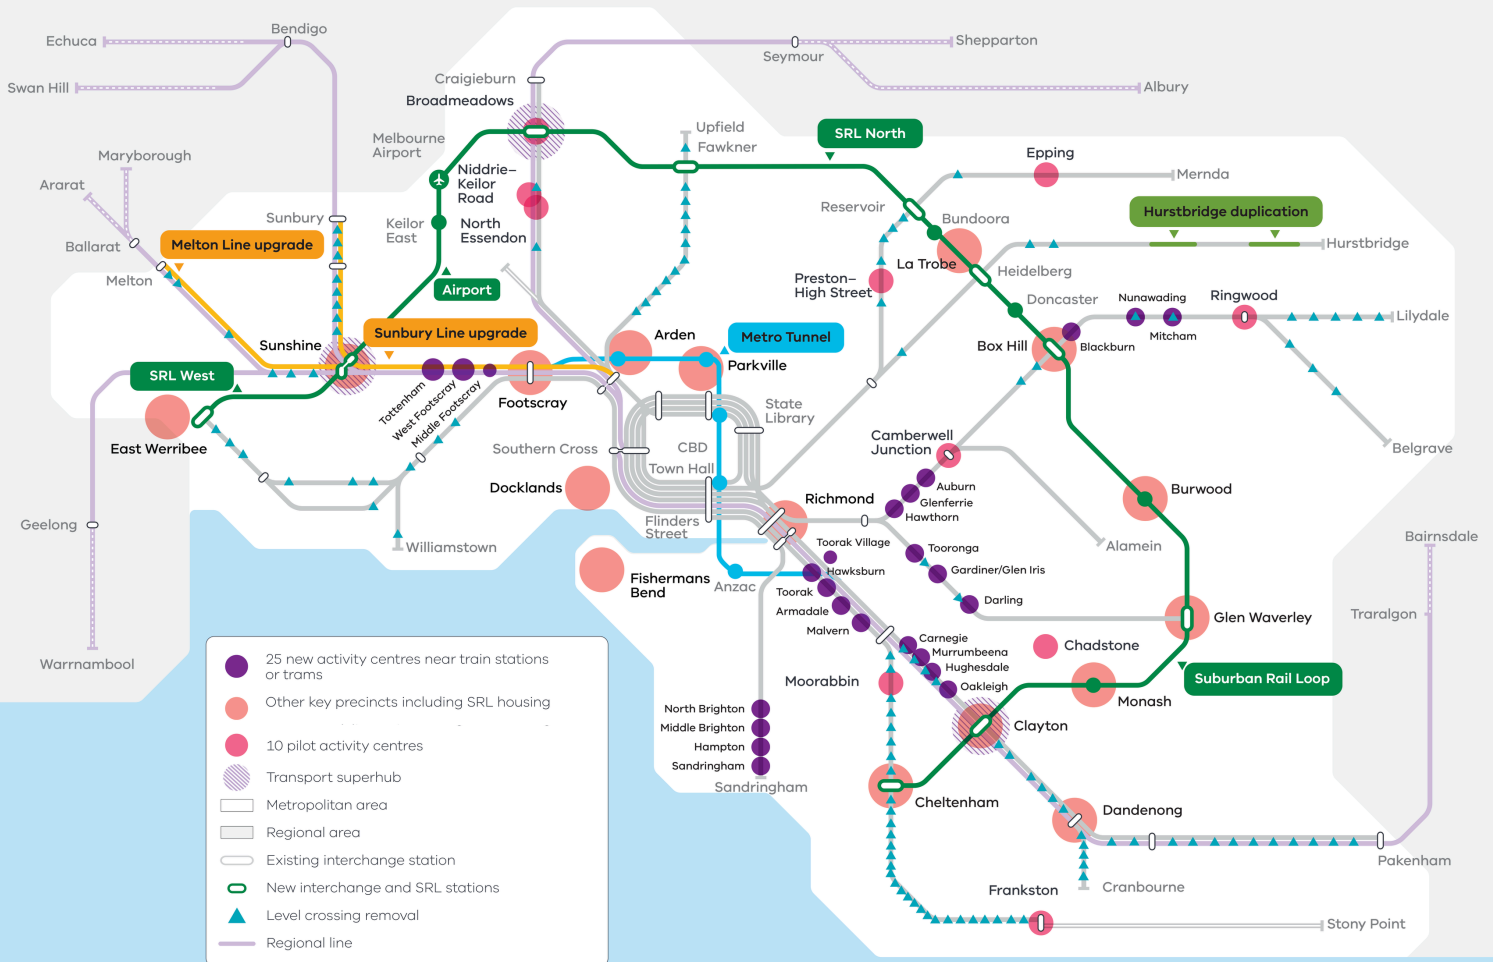 Echuca
Bendigo
Swan Hill
Shepparton
Seymour
Albury
Craigieburn
Broadmeadows
Melbourne
Airport
Upfield
Fawkner
SRL North
Maryborough
Ararat
Niddrie–
Keilor
Road
Epping
Mernda
Reservoir
Bundoora
Hurstbridge duplication
Sunbury
Keilor
East
North
Essendon
Ballarat
Melton Line upgrade
Hurstbridge
La Trobe
Heidelberg
Melton
Airport
Preston–
High Street
Doncaster
Nunawading
Ringwood
Lilydale
Mitcham
Sunbury Line upgrade
Arden
Metro Tunnel
Sunshine
Box Hill
Blackburn
Parkville
SRL West
Tottenham
West Footscray
Middle Footscray
Footscray
State
Library
East Werribee
Southern Cross
CBD
Town Hall
Camberwell
Junction
Belgrave
Docklands
Auburn
Glenferrie
Hawthorn
Burwood
Richmond
Geelong
Flinders
Street
Williamstown
Toorak Village
Tooronga
Alamein
Bairnsdale
Fishermans
Bend
Anzac
Hawksburn
Gardiner/Glen Iris
Toorak
Armadale
Malvern
Darling
Glen Waverley
Traralgon
Warrnambool
Carnegie
Murrumbeena
Hughesdale
Oakleigh
Chadstone
Moorabbin
Suburban Rail Loop
Monash
North Brighton
Middle Brighton
Hampton
Sandringham
Sandringham
Clayton
Cheltenham
Dandenong
Pakenham
Cranbourne
Frankston
Stony Point
25 new activity centres near train stations
or trams
Other key precincts including SRL housing
10 pilot activity centres
Transport superhub
Metropolitan area
Regional area
Existing interchange station
New interchange and SRL stations
Level crossing removal
Regional line